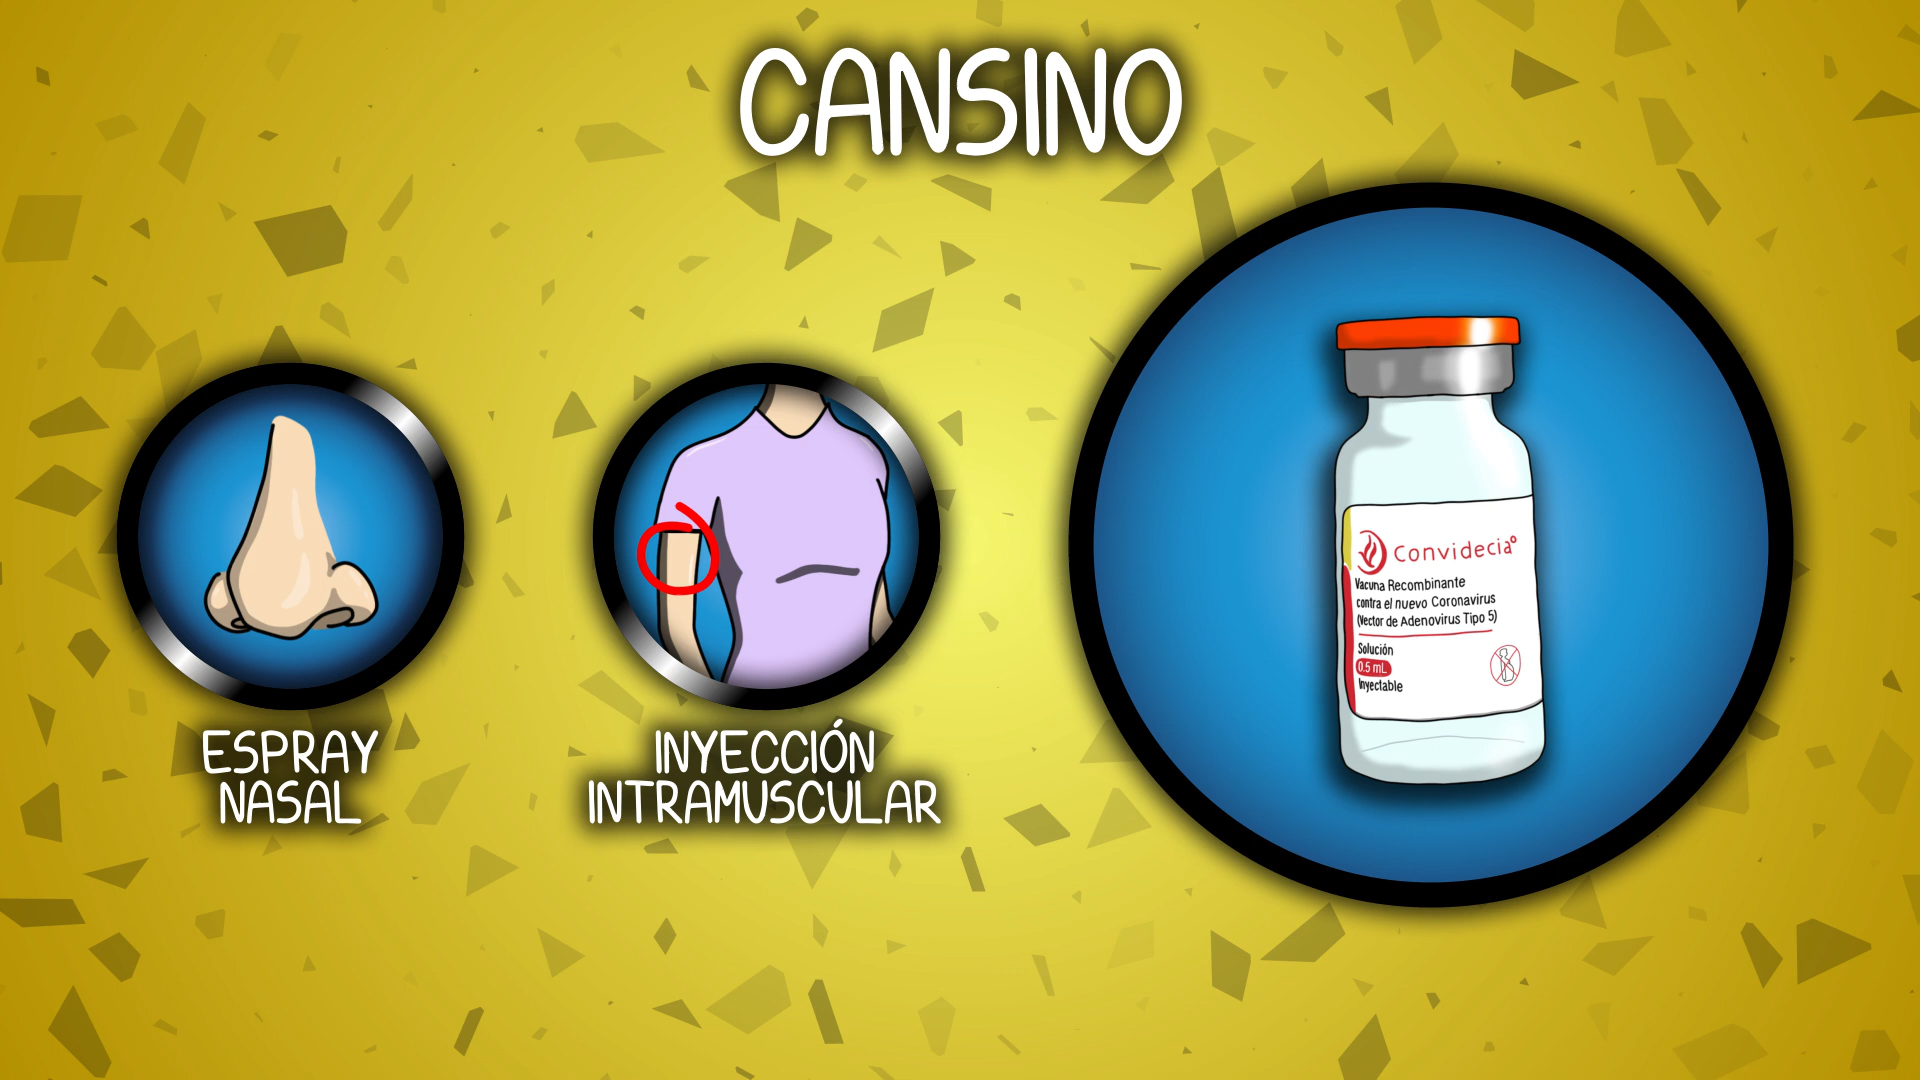 CANSINO
ESPRAY
NASAL
INYECCIÓN
INTRAMUSCULAR
Convidecia°
Vacuna Recombinante
contra el nuevo Coronavirus
(Vector de Adenovirus Tipo 5)
Solución
0.5 mL
Inyectable